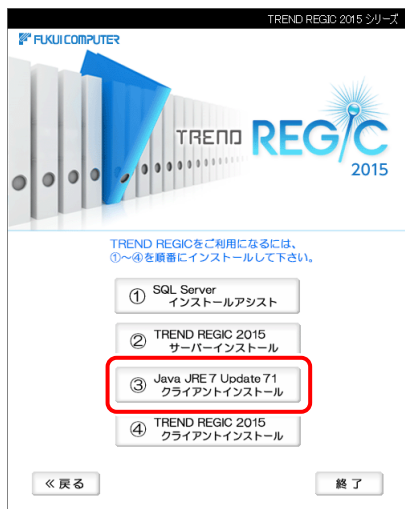 TREND REGIC 2015 シリーズ
FUKUI COMPUTER
TREND REGIC
2015
TREND REGICをご利用になるには、
①～④を順番にインストールして下さい。
① SQL Server
インストールアシスト
② TREND REGIC 2015
サーバーインストール
③ Java JRE 7 Update 71
クライアントインストール
④ TREND REGIC 2015
クライアントインストール
≪戻る
終了